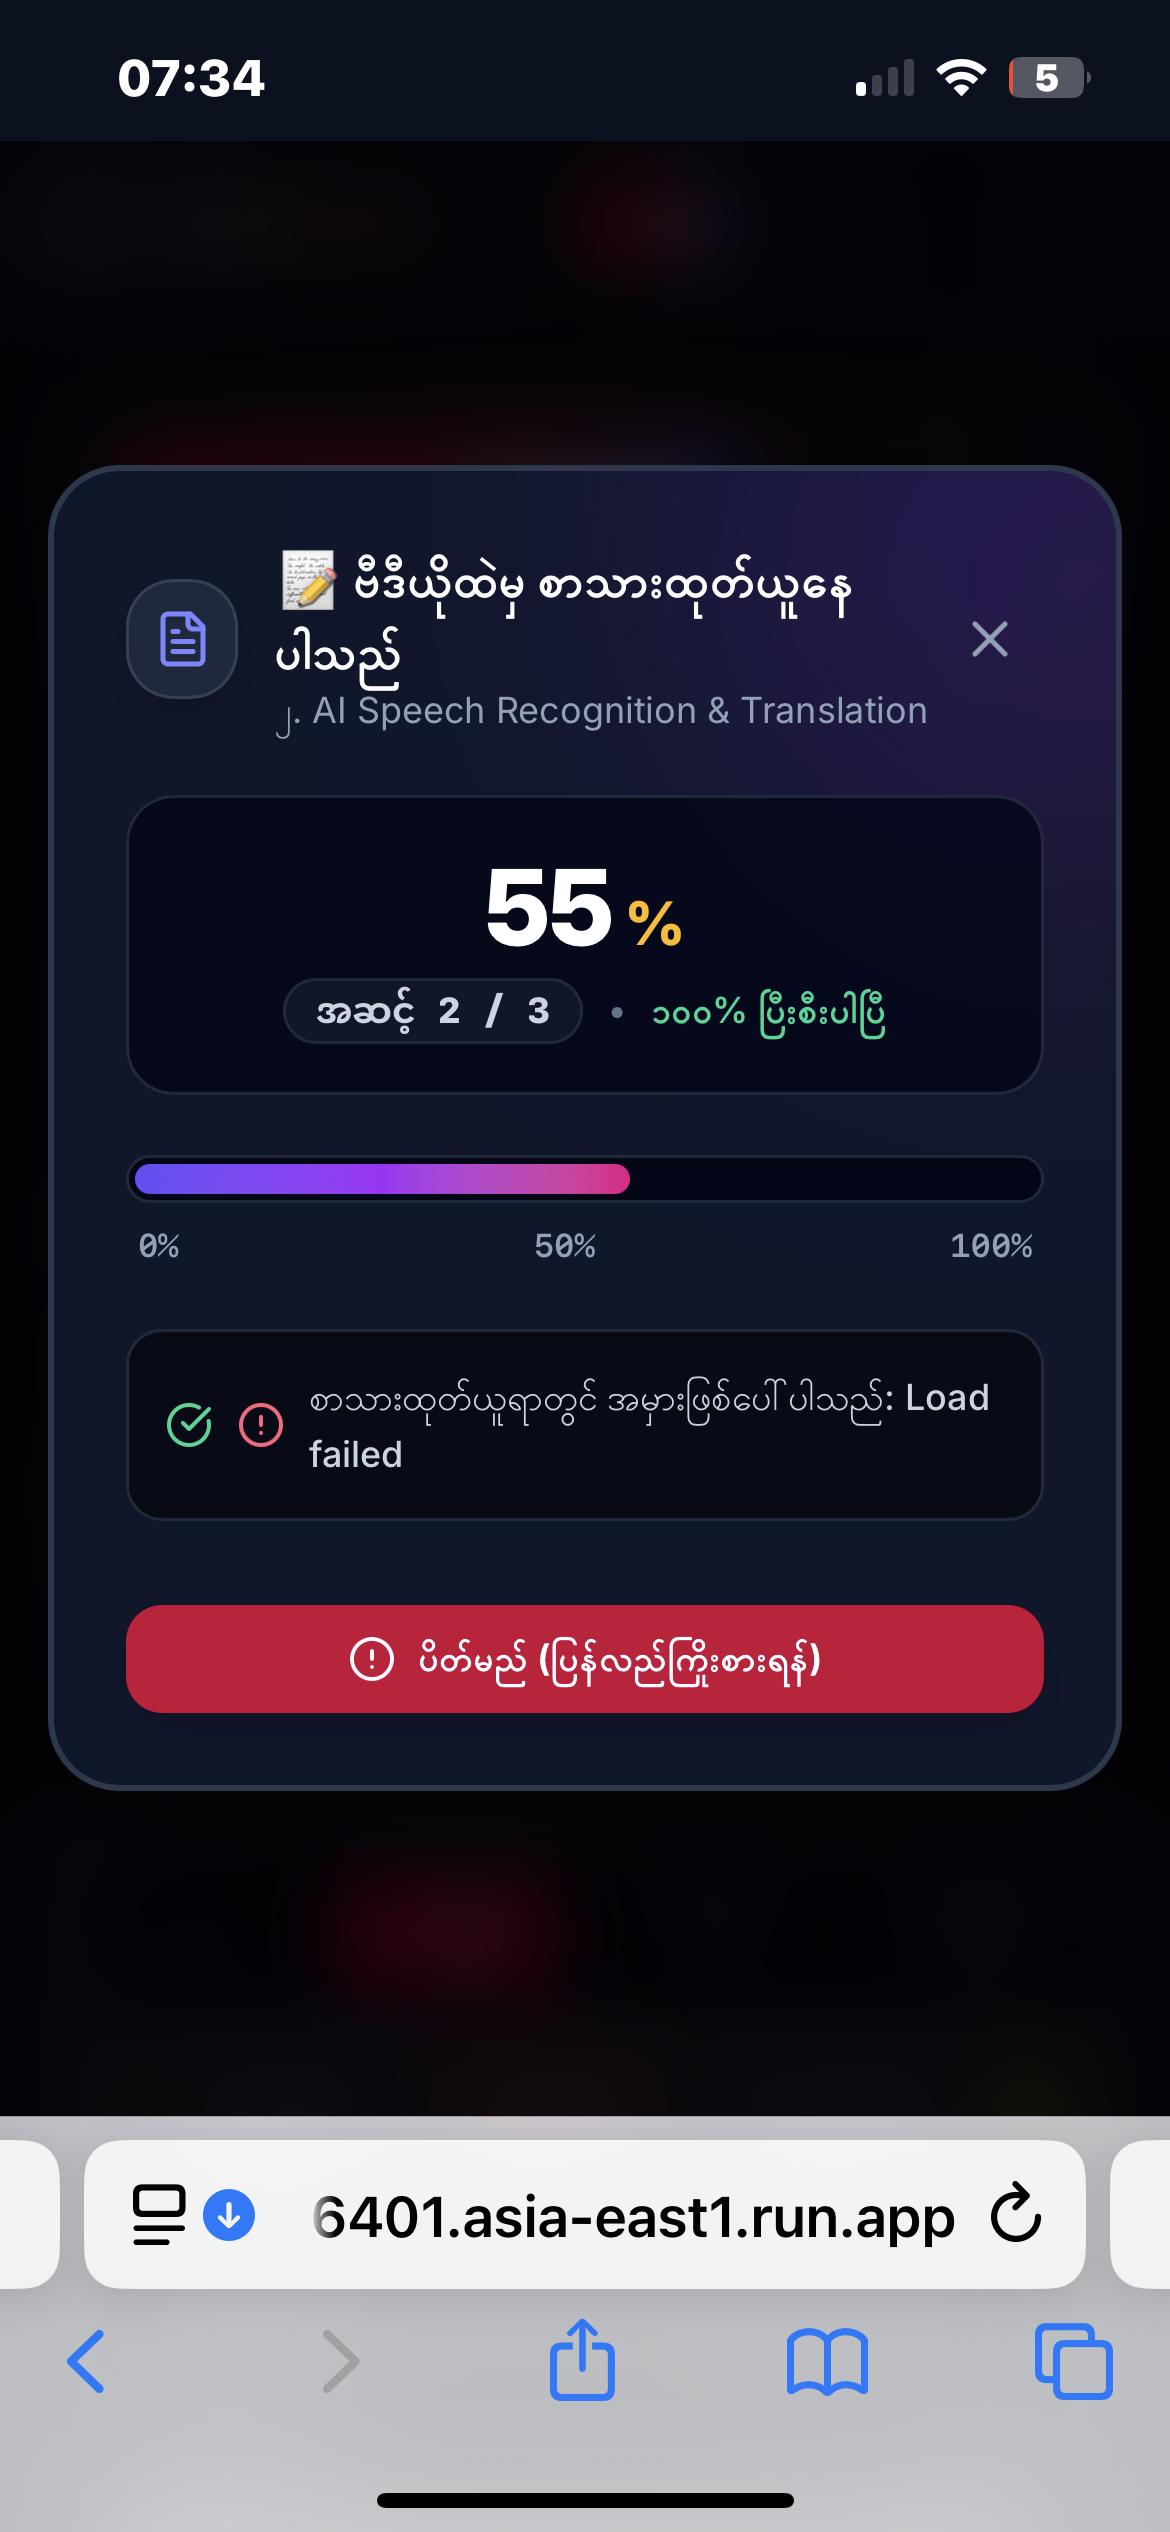 07:34
5
📝 ဗီဒီယိုထဲမှ စာသားထုတ်ယူနေ
ပါသည်
၂. AI Speech Recognition & Translation
55 %
အဆင့် 2 / 3 • ၁၀၀% ပြီးစီးပါပြီ
0% 50% 100%
စာသားထုတ်ယူရာတွင် အမှားဖြစ်ပေါ်ပါသည်: Load
failed
ပိတ်မည် (ပြန်လည်ကြိုးစားရန်)
6401.asia-east1.run.app